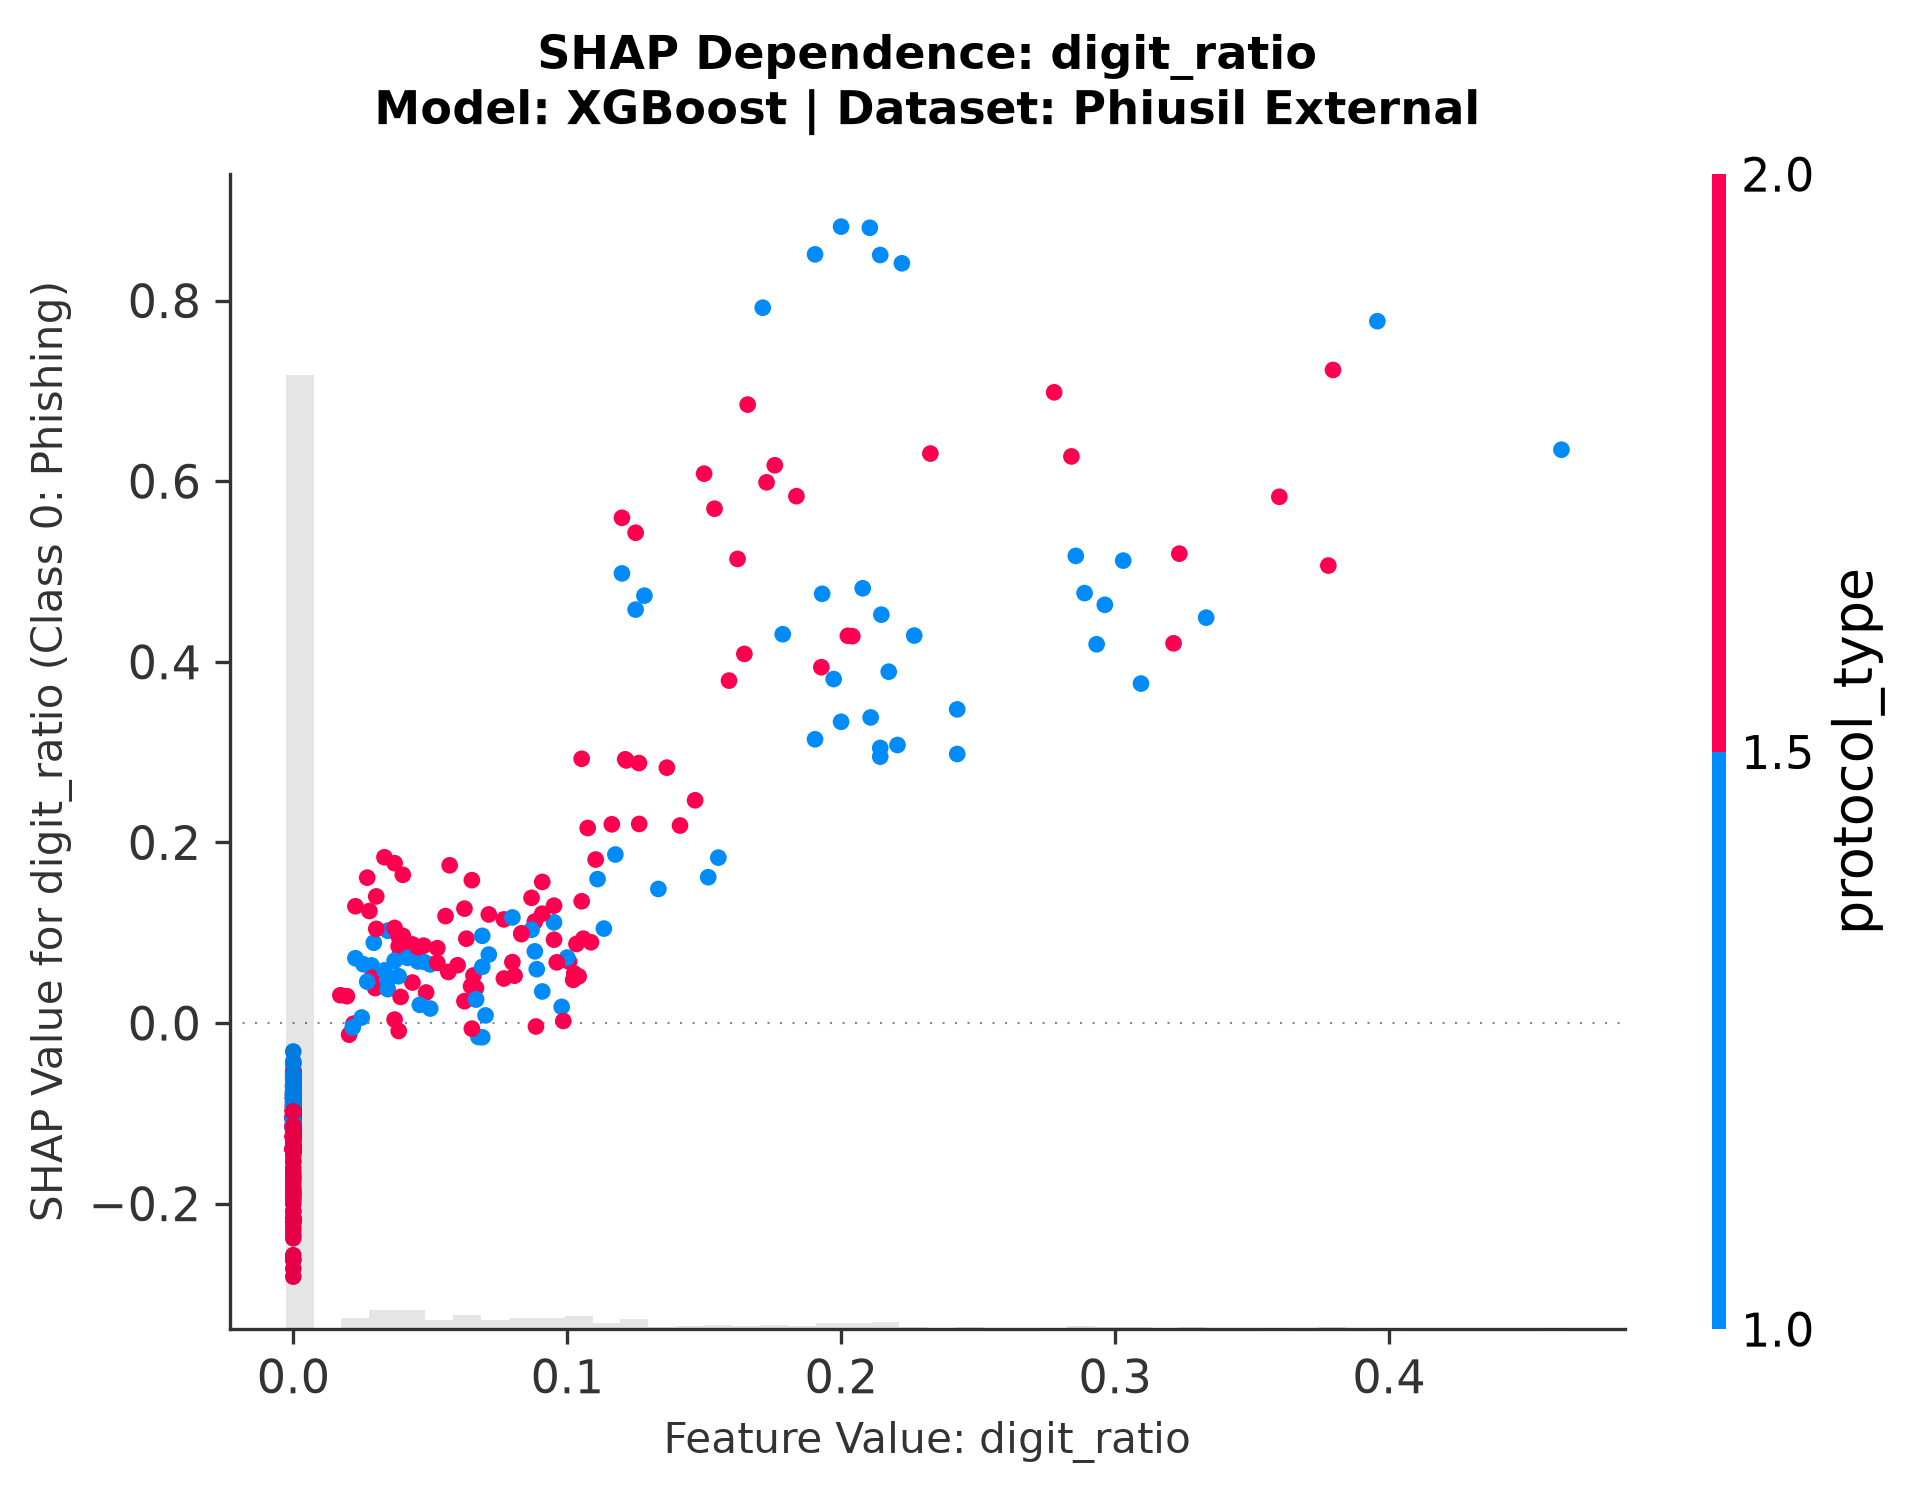 SHAP Dependence: digit_ratio
Model: XGBoost | Dataset: Phiusil External
SHAP Value for digit_ratio (Class 0: Phishing)
0.8
0.6
0.4
0.2
0.0
−0.2
0.0
0.1
0.2
0.3
0.4
Feature Value: digit_ratio
2.0
1.5
1.0
protocol_type